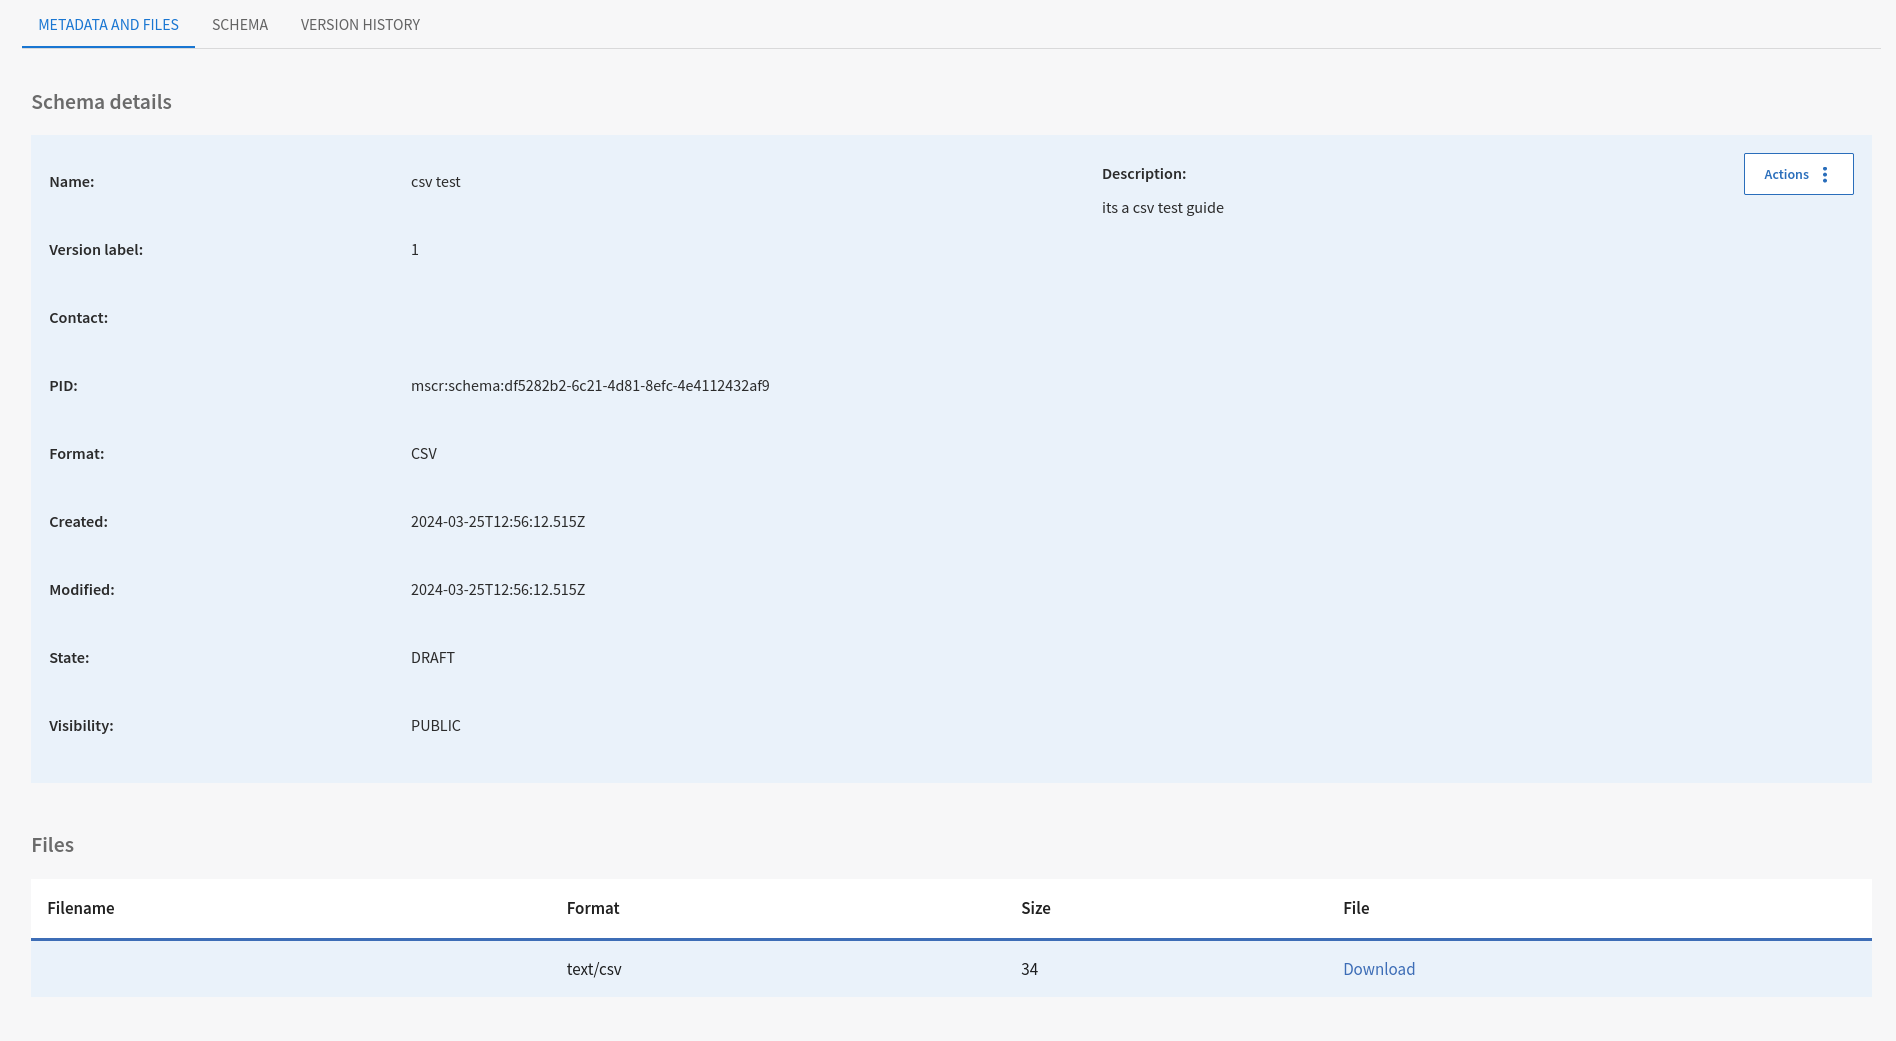 METADATA AND FILES SCHEMA VERSION HISTORY
Schema details
Name: csv test
Version label: 1
Contact:
PID: mscr:schema:df5282b2-6c21-4d81-8efc-4e4112432af9
Format: CSV
Created: 2024-03-25T12:56:12.515Z
Modified: 2024-03-25T12:56:12.515Z
State: DRAFT
Visibility: PUBLIC
Description:
its a csv test guide
Actions
Files
Filename Format Size File
text/csv 34 Download